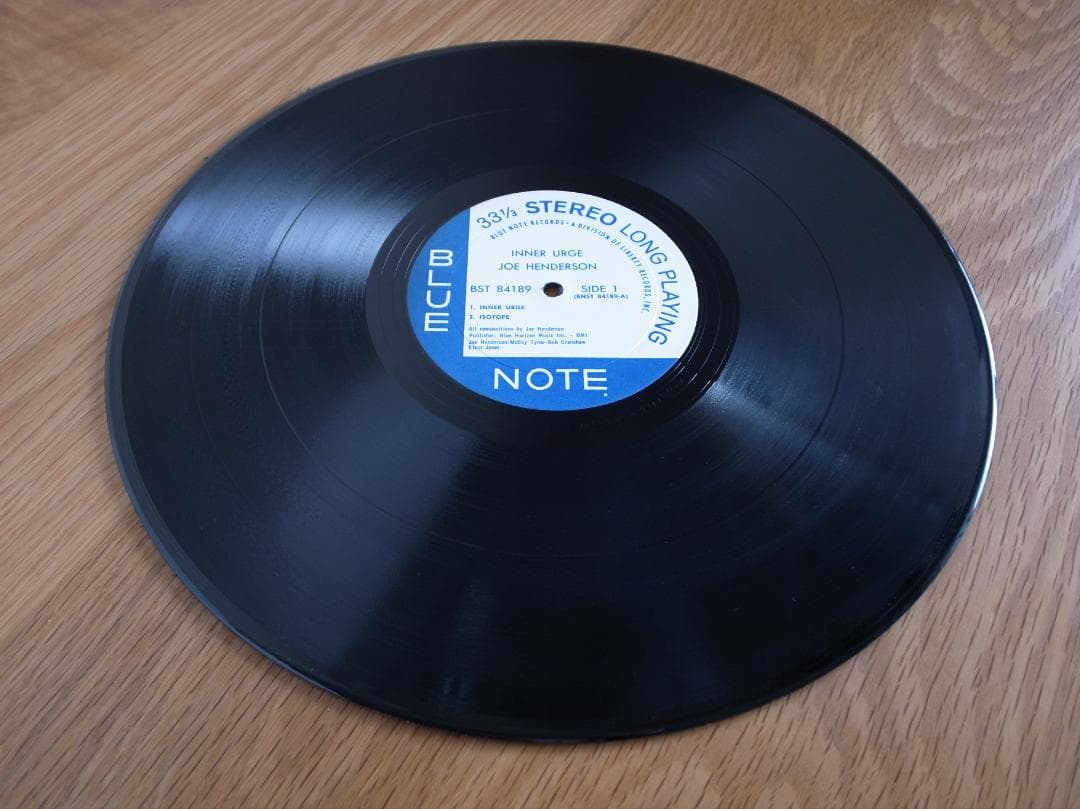 33⅓ STEREO LONG PLAYING
BLUE NOTE RECORDS • A DIVISION OF LIBERTY RECORDS, INC.
INNER URGE
JOE HENDERSON
BST 84189
SIDE 1
(BNST 84189-A)
1. INNER URGE
2. ISOTOPE
All compositions by Joe Henderson
Publisher: Blue Horizon Music Inc. - BMI
Joe Henderson-McCoy Tyner-Bob Cranshaw
Elvin Jones
BLUE
NOTE